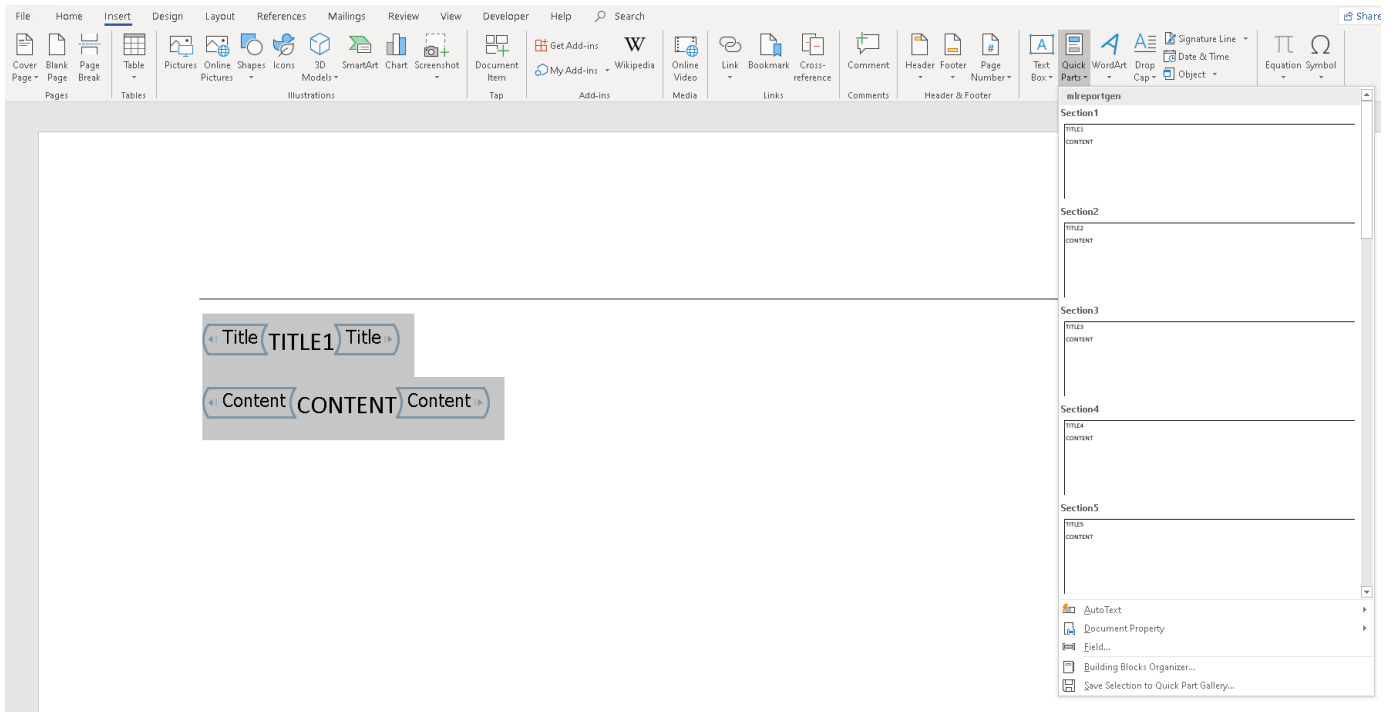 File Home Insert Design Layout References Mailings Review View Developer Help Search Share
Cover Page Blank Page Page Break
Table
Pictures Online Pictures Shapes Icons 3D Models SmartArt Chart Screenshot
Document Item
Get Add-ins
My Add-ins
Wikipedia
Online Video
Link Bookmark Cross-reference
Comment
Header Footer Page Number
Text Box Quick Parts WordArt Drop Cap
Signature Line
Date & Time
Object
Equation Symbol
Pages Tables Illustrations Tap Add-ins Media Links Comments Header & Footer
mlreportgen
Section1
TITLE1
CONTENT
Section2
TITLE2
CONTENT
Section3
TITLE3
CONTENT
Section4
TITLE4
CONTENT
Section5
TITLE5
CONTENT
AutoText
Document Property
Field...
Building Blocks Organizer...
Save Selection to Quick Part Gallery...
Title TITLE1 Title
Content CONTENT Content